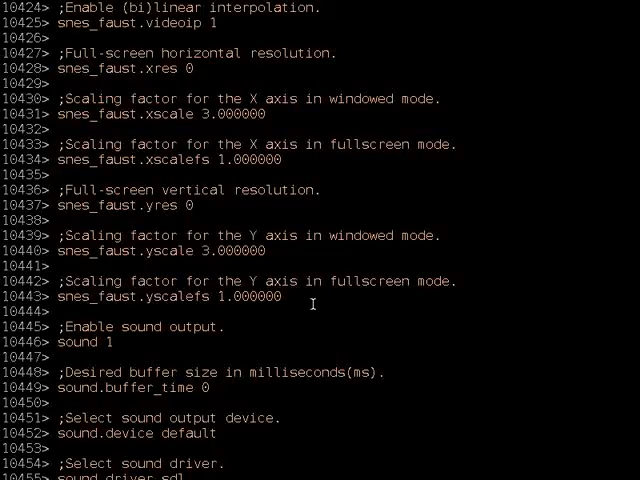 10424> ;Enable (bi)linear interpolation.
10425> snes_faust.videoip 1
10426>
10427> ;Full-screen horizontal resolution.
10428> snes_faust.xres 0
10429>
10430> ;Scaling factor for the X axis in windowed mode.
10431> snes_faust.xscale 3.000000
10432>
10433> ;Scaling factor for the X axis in fullscreen mode.
10434> snes_faust.xscalefs 1.000000
10435>
10436> ;Full-screen vertical resolution.
10437> snes_faust.yres 0
10438>
10439> ;Scaling factor for the Y axis in windowed mode.
10440> snes_faust.yscale 3.000000
10441>
10442> ;Scaling factor for the Y axis in fullscreen mode.
10443> snes_faust.yscalefs 1.000000
10444>
10445> ;Enable sound output.
10446> sound 1
10447>
10448> ;Desired buffer size in milliseconds(ms).
10449> sound.buffer_time 0
10450>
10451> ;Select sound output device.
10452> sound.device default
10453>
10454> ;Select sound driver.
10455> sound.driver sdl